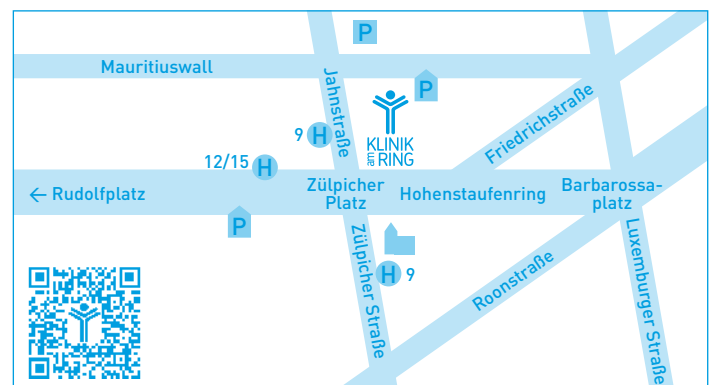 P
Mauritiuswall
Jahnstraße
P
Friedrichstraße
9 H
KLINIK
am RING
12/15 H
← Rudolfplatz
Zülpicher
Platz
Hohenstaufenring
Barbarossa-
platz
P
Zülpicher Straße
H 9
Roonstraße
Luxemburger Straße